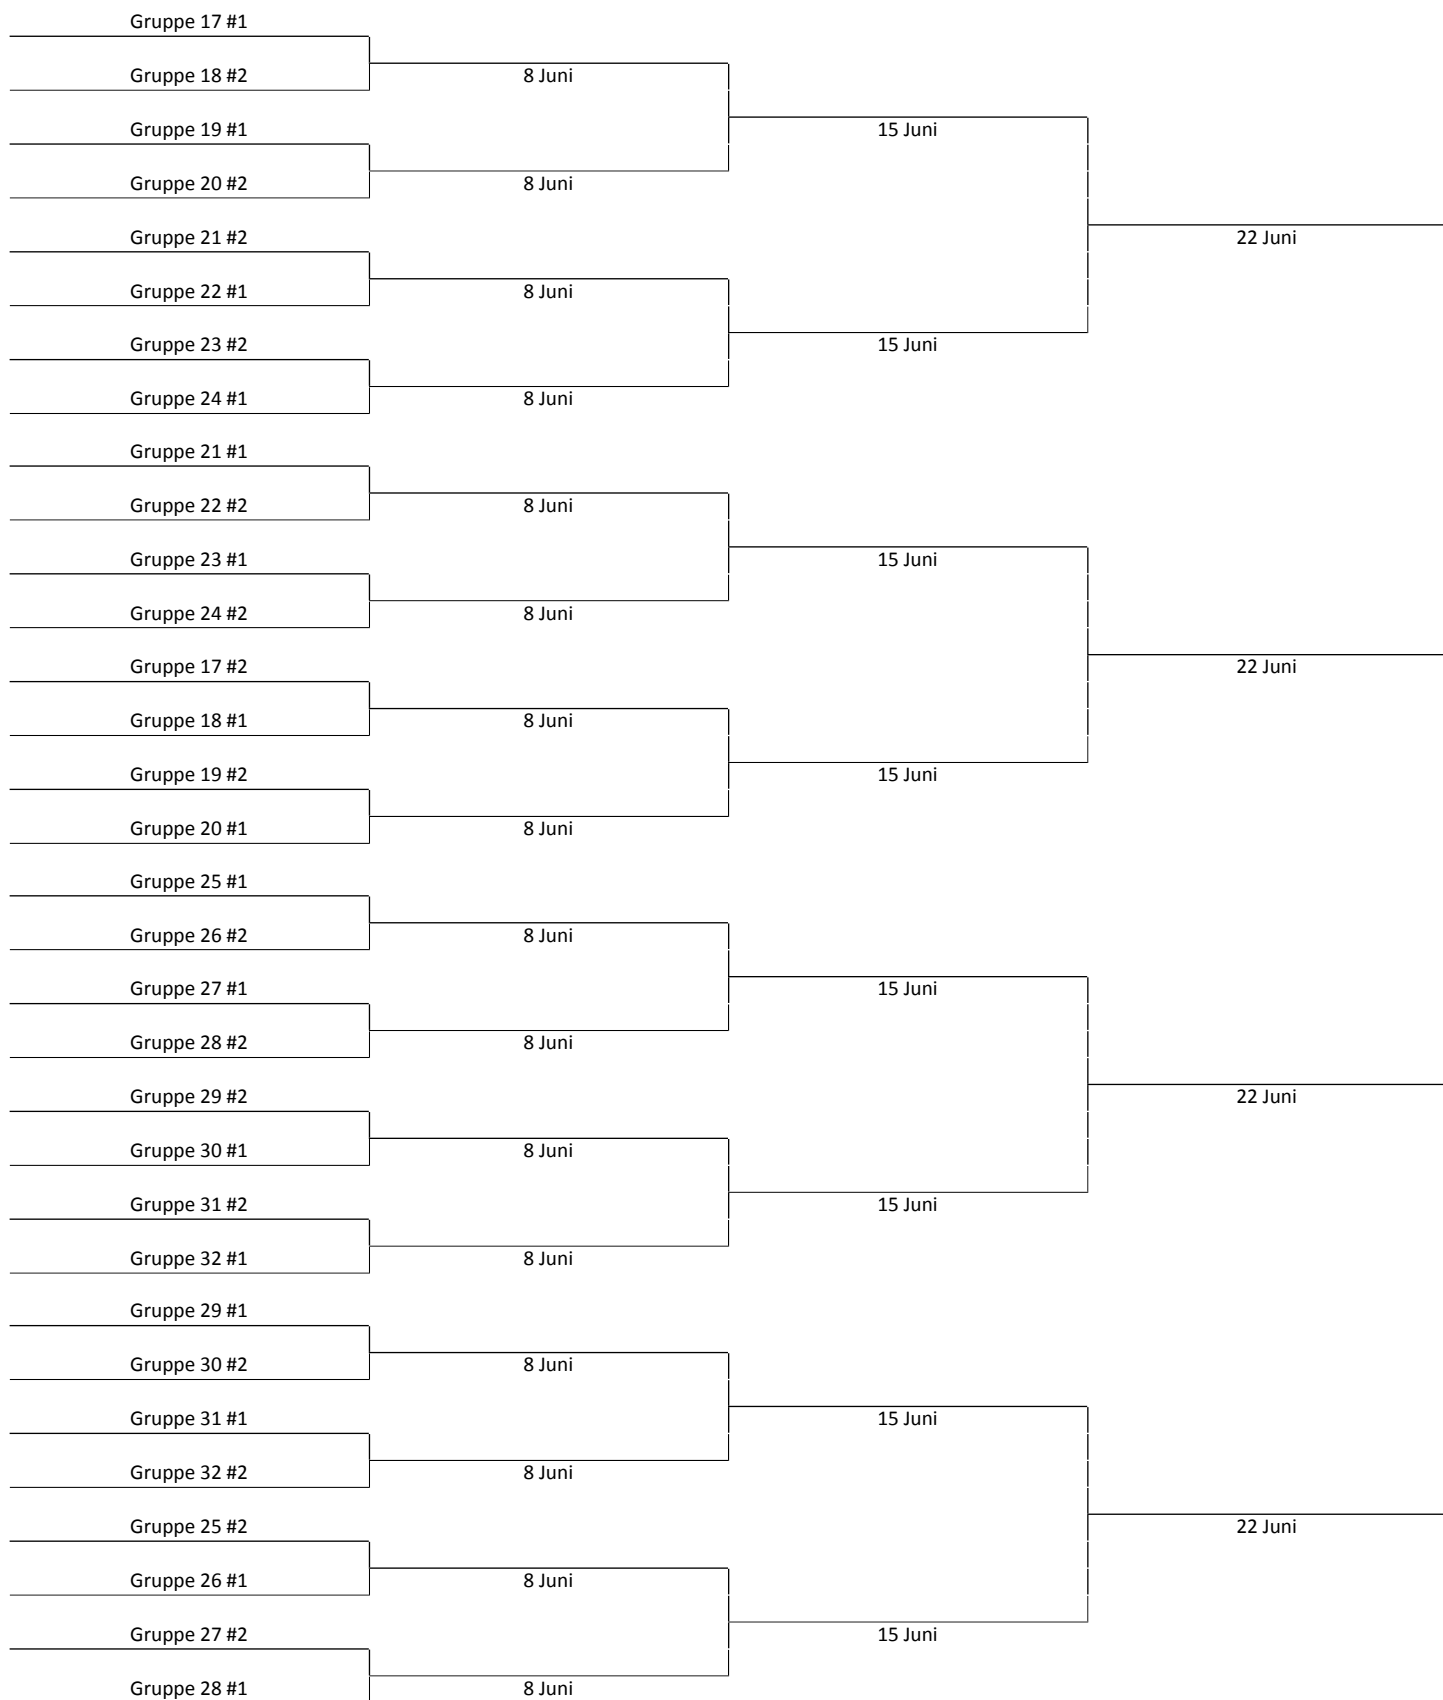 Gruppe 17 #1
Gruppe 18 #2
8 Juni
Gruppe 19 #1
15 Juni
Gruppe 20 #2
8 Juni
Gruppe 21 #2
22 Juni
Gruppe 22 #1
8 Juni
Gruppe 23 #2
15 Juni
Gruppe 24 #1
8 Juni
Gruppe 21 #1
Gruppe 22 #2
8 Juni
Gruppe 23 #1
15 Juni
Gruppe 24 #2
8 Juni
Gruppe 17 #2
22 Juni
Gruppe 18 #1
8 Juni
Gruppe 19 #2
15 Juni
Gruppe 20 #1
8 Juni
Gruppe 25 #1
Gruppe 26 #2
8 Juni
Gruppe 27 #1
15 Juni
Gruppe 28 #2
8 Juni
Gruppe 29 #2
22 Juni
Gruppe 30 #1
8 Juni
Gruppe 31 #2
15 Juni
Gruppe 32 #1
8 Juni
Gruppe 29 #1
Gruppe 30 #2
8 Juni
Gruppe 31 #1
15 Juni
Gruppe 32 #2
8 Juni
Gruppe 25 #2
22 Juni
Gruppe 26 #1
8 Juni
Gruppe 27 #2
15 Juni
Gruppe 28 #1
8 Juni